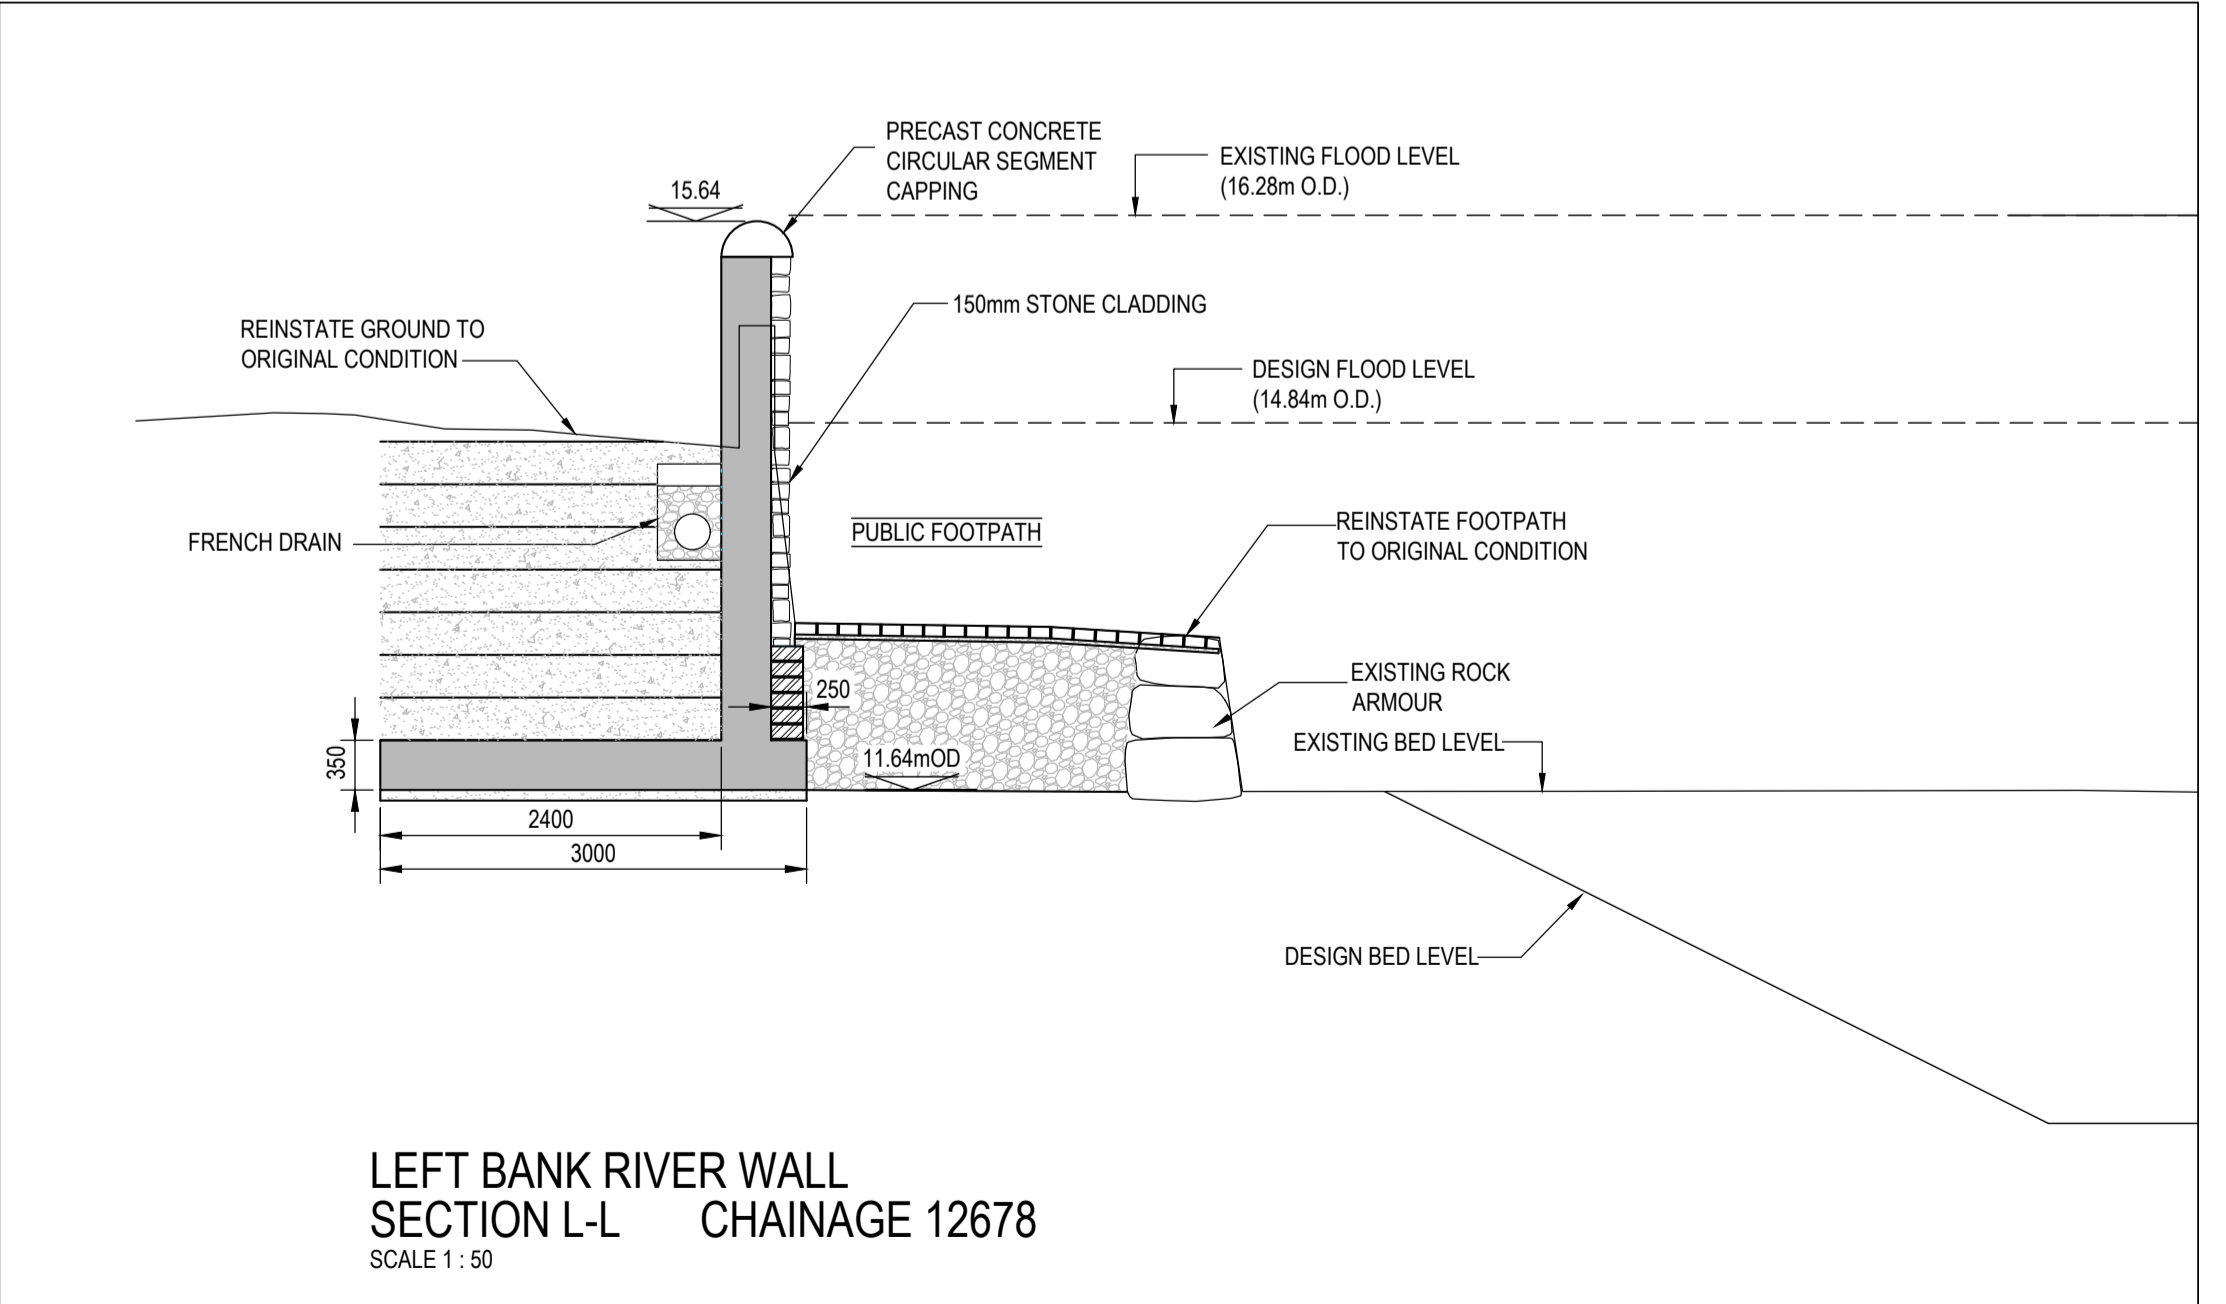 PRECAST CONCRETE
CIRCULAR SEGMENT
CAPPING
EXISTING FLOOD LEVEL
(16.28m O.D.)
15.64
150mm STONE CLADDING
REINSTATE GROUND TO
ORIGINAL CONDITION
DESIGN FLOOD LEVEL
(14.84m O.D.)
FRENCH DRAIN
PUBLIC FOOTPATH
REINSTATE FOOTPATH
TO ORIGINAL CONDITION
250
EXISTING ROCK
ARMOUR
EXISTING BED LEVEL
350
11.64mOD
2400
3000
DESIGN BED LEVEL
LEFT BANK RIVER WALL
SECTION L-L CHAINAGE 12678
SCALE 1 : 50